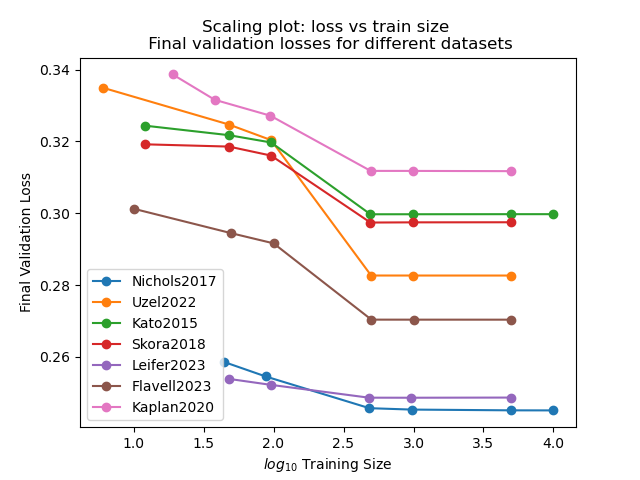 Scaling plot: loss vs train size
Final validation losses for different datasets
Final Validation Loss
0.34
0.32
0.30
0.28
0.26
Nichols2017
Uzel2022
Kato2015
Skora2018
Leifer2023
Flavell2023
Kaplan2020
1.0 1.5 2.0 2.5 3.0 3.5 4.0
log₁₀ Training Size